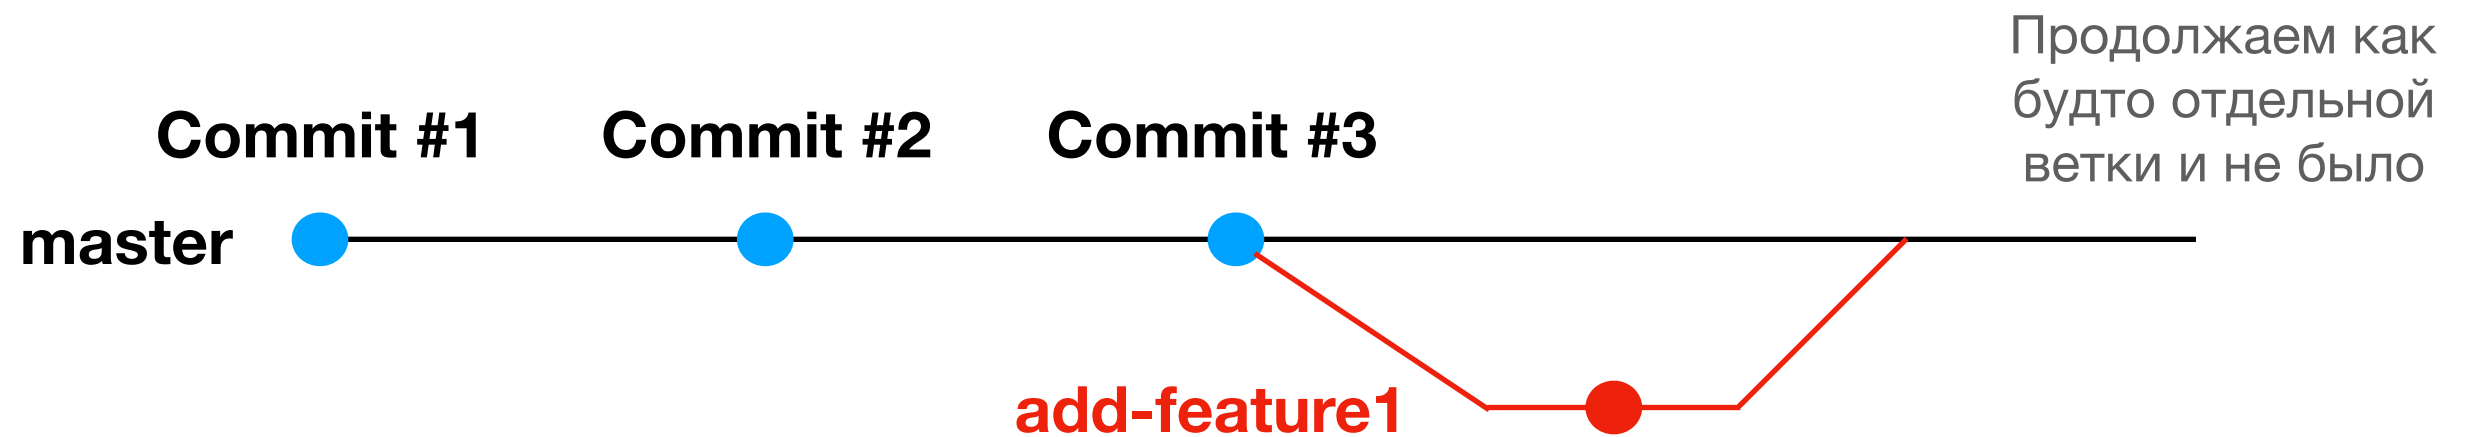 Продолжаем как
будто отдельной
ветки и не было
Commit #1
Commit #2
Commit #3
master
add-feature1